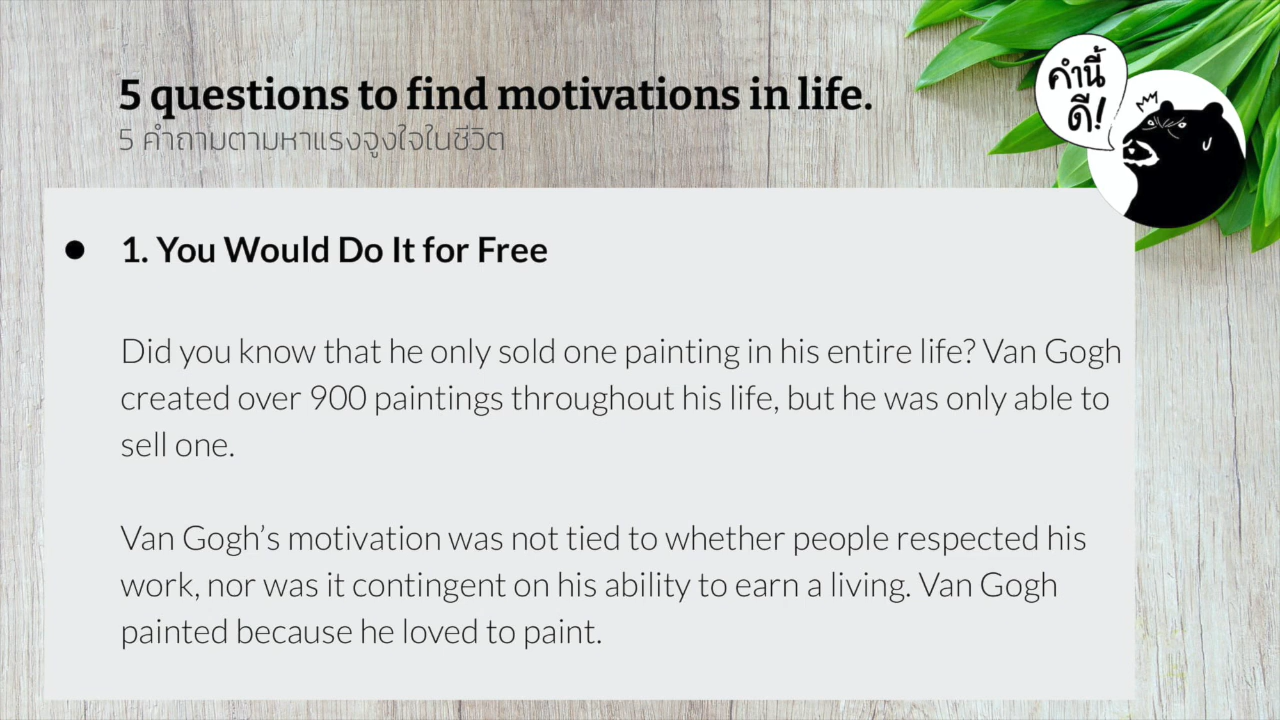 5 questions to find motivations in life.
5 คำถามตามหาแรงจูงใจในชีวิต
คำนี้
ดี!
● 1. You Would Do It for Free
Did you know that he only sold one painting in his entire life? Van Gogh
created over 900 paintings throughout his life, but he was only able to
sell one.
Van Gogh’s motivation was not tied to whether people respected his
work, nor was it contingent on his ability to earn a living. Van Gogh
painted because he loved to paint.